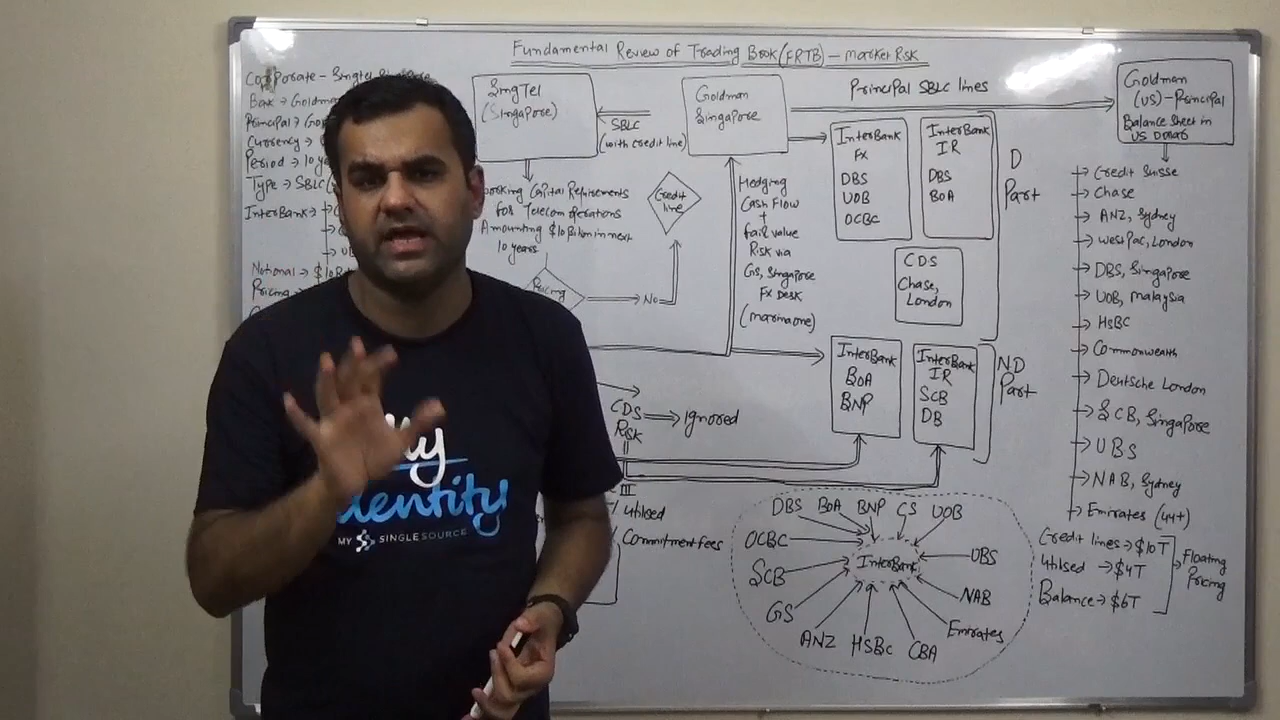 Fundamental Review of Trading Book (FRTB) – Market Risk
Corporate –
Bank →
Principal →
Currency →
Period → 10
Type → SBLC
InterBank →
Notional →
Pricing →
SingTel
(Singapore)
SBLC
(with credit line)
Goldman
Singapore
Principal SBLC lines
Goldman
(US) – Principal
Balance Sheet in
US
Capital Requirements
for Telecom Operations
Amounting $10 Billion in next
10 years
Pricing
No
Credit
line
Hedging
Cash Flow
+
Fair value
Risk via
GS, Singapore
FX Desk
(Marina One)
InterBank
FX
DBS
UOB
OCBC
InterBank
IR
DBS
BOA
D
Part
CDS
Chase,
London
InterBank
BOA
BNP
InterBank
IR
SCB
DB
ND
Part
CDS
Risk
Ignored
III
Utilised
Commitment fees
Credit Suisse
Chase
ANZ, Sydney
WestPac, London
DBS, Singapore
UOB, Malaysia
HSBC
Commonwealth
Deutsche London
SCB, Singapore
UBS
NAB, Sydney
Emirates (44+)
Credit lines → $10T
Utilised → $4T
Balance → $6T
Floating
Pricing
DBS BOA BNP CS UOB
OCBC
InterBank
UBS
SCB
NAB
GS
Emirates
ANZ HSBC CBA
My
identity
MY SINGLESOURCE